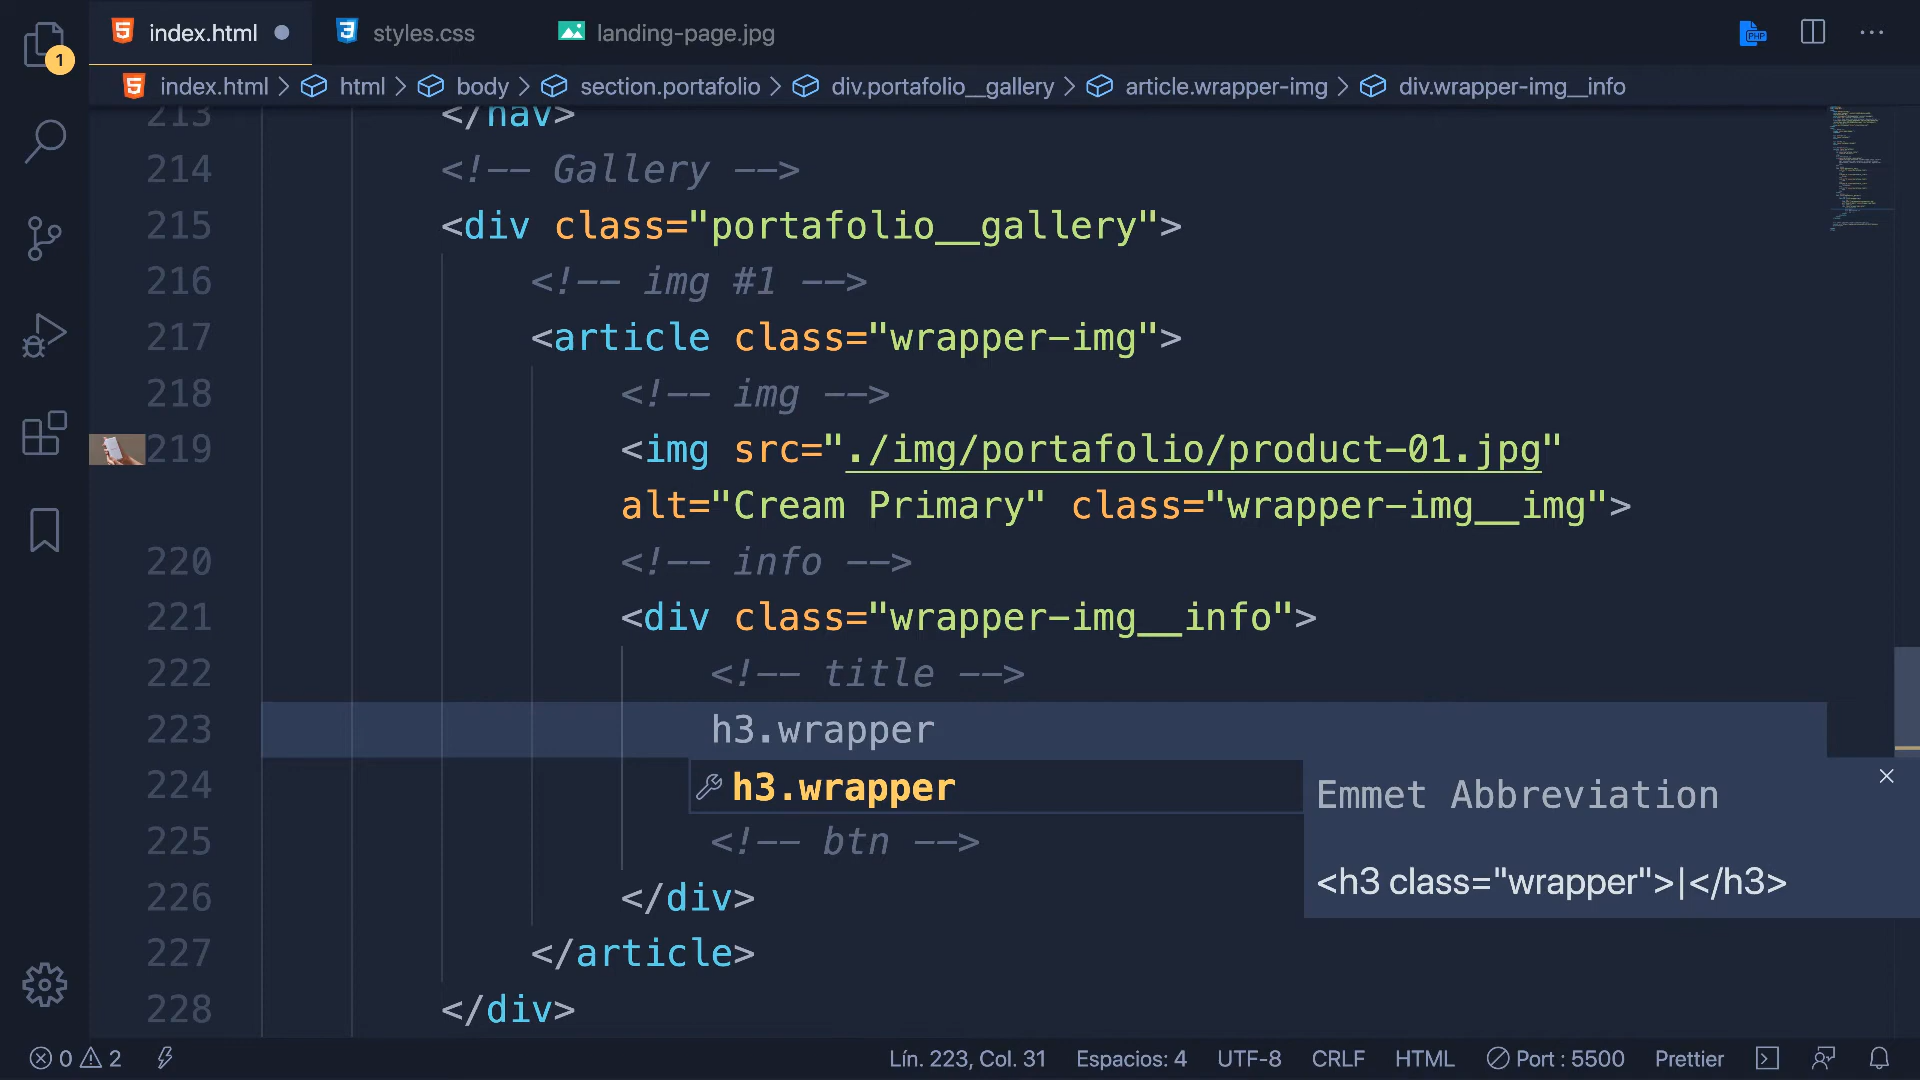 index.html
styles.css
landing-page.jpg
1
PHP
index.html > html > body > section.portafolio > div.portafolio__gallery > article.wrapper-img > div.wrapper-img__info
213 </nav>
214 <!-- Gallery -->
215 <div class="portafolio__gallery">
216 <!-- img #1 -->
217 <article class="wrapper-img">
218 <!-- img -->
219 <img src="./img/portafolio/product-01.jpg"
alt="Cream Primary" class="wrapper-img__img">
220 <!-- info -->
221 <div class="wrapper-img__info">
222 <!-- title -->
223 h3.wrapper
224 h3.wrapper
Emmet Abbreviation
<h3 class="wrapper">|</h3>
225 <!-- btn -->
226 </div>
227 </article>
228 </div>
0 2 Lín. 223, Col. 31 Espacios: 4 UTF-8 CRLF HTML Port : 5500 Prettier